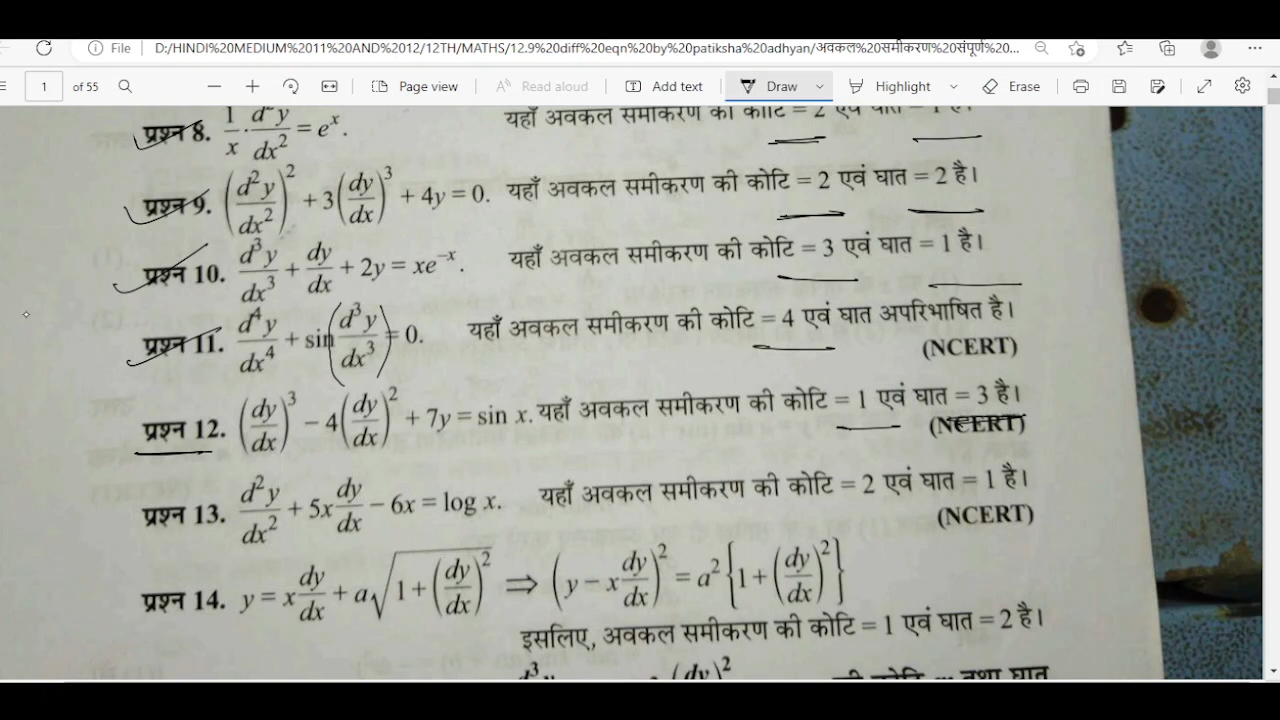 File D:/HINDI%20MEDIUM%2011%20AND%2012/12TH/MATHS/12.9%20diff%20eqn%20by%20patiksha%20adhyan/अवकल%20समीकरण%20संपूर्ण%20...
1 of 55 Page view Read aloud Add text Draw Highlight Erase
प्रश्न 8. 1/x · d²y/dx² = eˣ. यहाँ अवकल समीकरण की कोटि = 2 एवं घात = 1 है।
प्रश्न 9. (d²y/dx²)² + 3(dy/dx)³ + 4y = 0. यहाँ अवकल समीकरण की कोटि = 2 एवं घात = 2 है।
प्रश्न 10. d³y/dx³ + dy/dx + 2y = xe⁻ˣ. यहाँ अवकल समीकरण की कोटि = 3 एवं घात = 1 है।
प्रश्न 11. d⁴y/dx⁴ + sin(d³y/dx³) = 0. यहाँ अवकल समीकरण की कोटि = 4 एवं घात अपरिभाषित है।
(NCERT)
प्रश्न 12. (dy/dx)³ − 4(dy/dx)² + 7y = sin x. यहाँ अवकल समीकरण की कोटि = 1 एवं घात = 3 है।
(NCERT)
प्रश्न 13. d²y/dx² + 5x dy/dx − 6x = log x. यहाँ अवकल समीकरण की कोटि = 2 एवं घात = 1 है।
(NCERT)
प्रश्न 14. y = x dy/dx + a√(1 + (dy/dx)²) ⇒ (y − x dy/dx)² = a²{1 + (dy/dx)²}
इसलिए, अवकल समीकरण की कोटि = 1 एवं घात = 2 है।